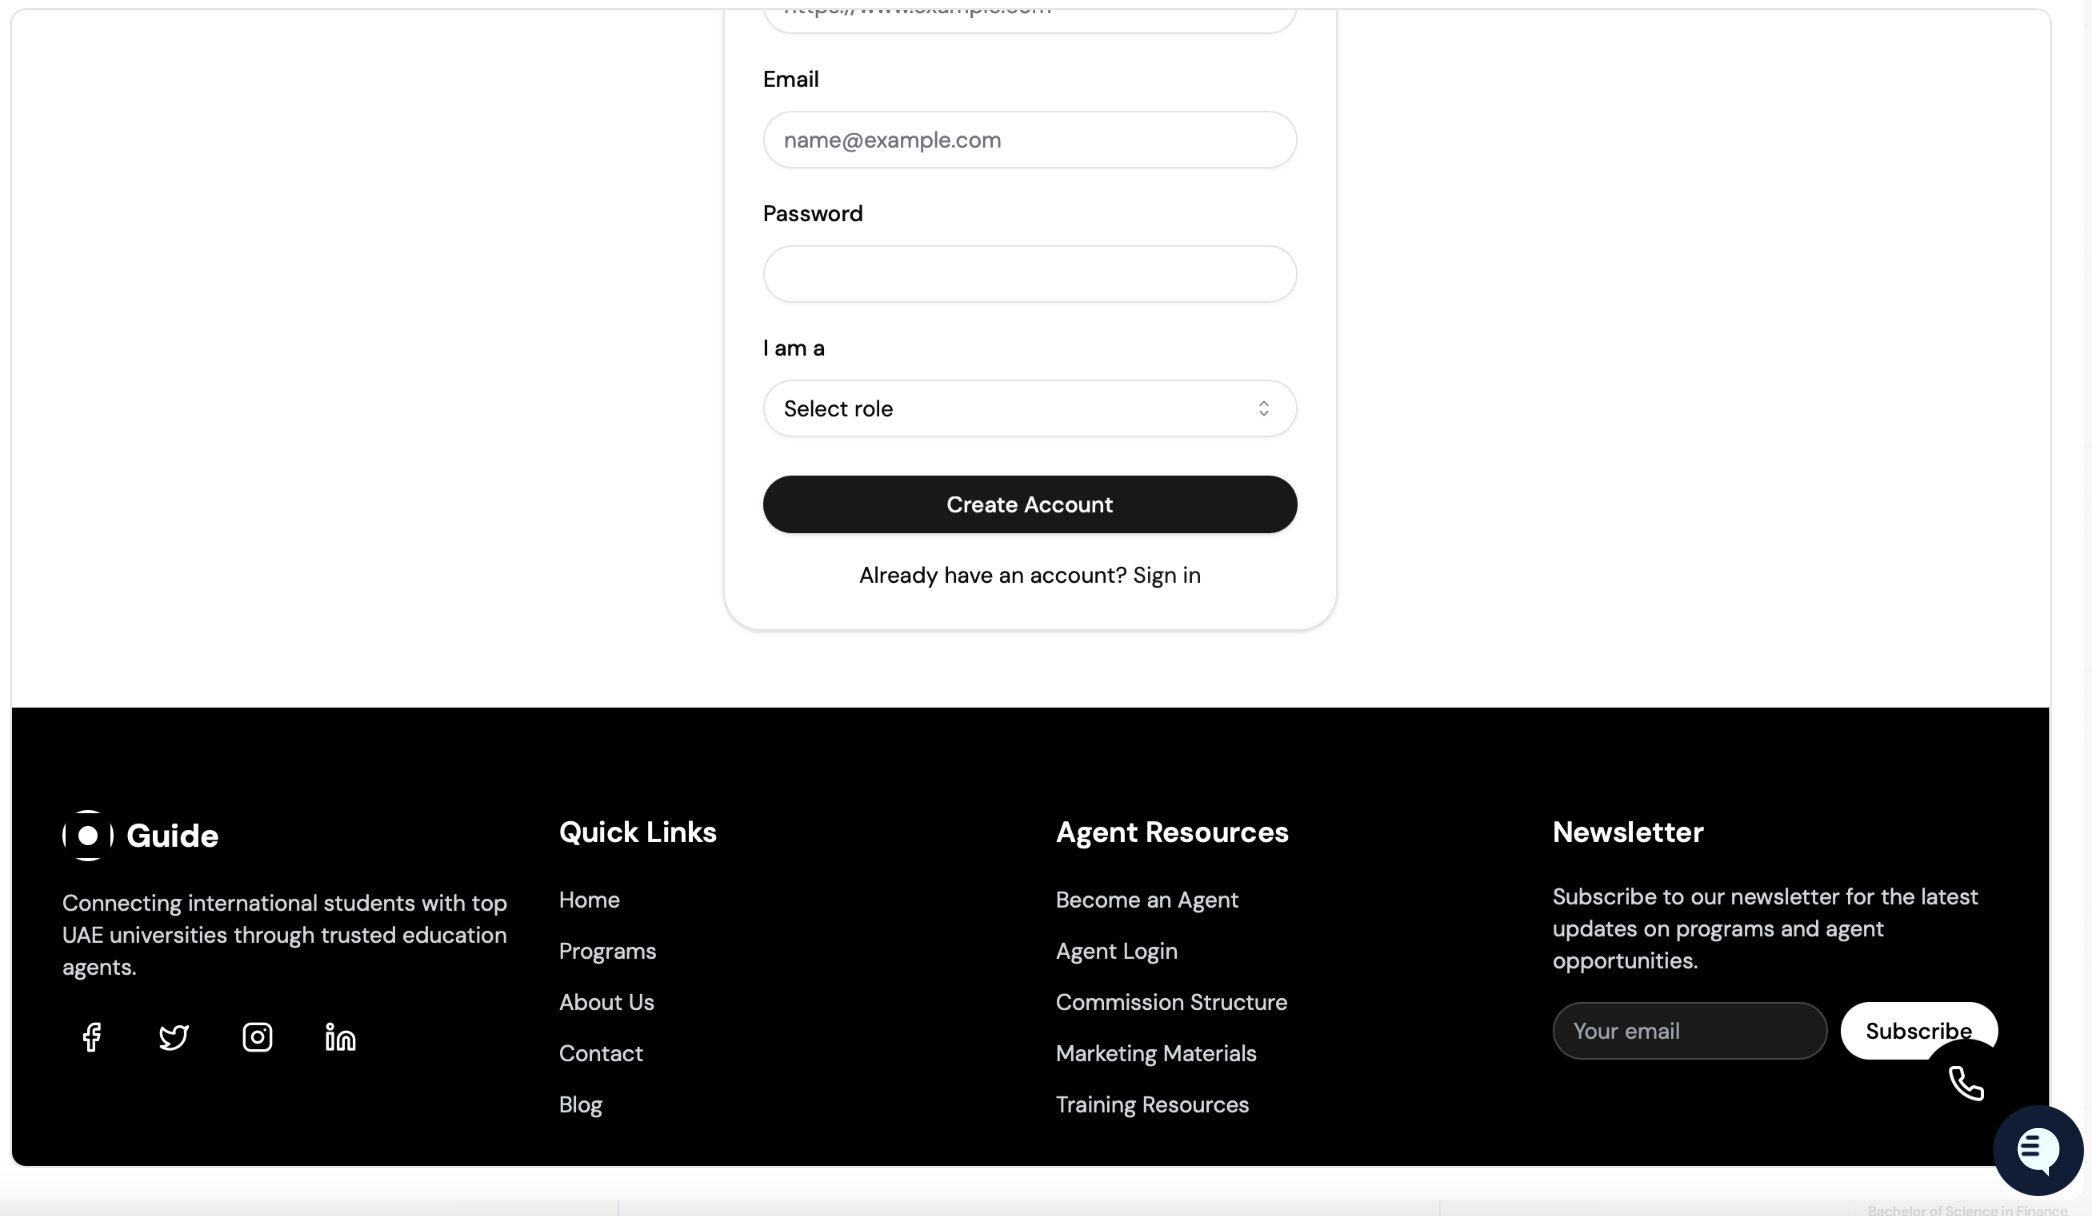 https://www.example.com
Email
name@example.com
Password
I am a
Select role
Create Account
Already have an account? Sign in
Guide
Connecting international students with top
UAE universities through trusted education
agents.
Quick Links
Home
Programs
About Us
Contact
Blog
Agent Resources
Become an Agent
Agent Login
Commission Structure
Marketing Materials
Training Resources
Newsletter
Subscribe to our newsletter for the latest
updates on programs and agent
opportunities.
Your email
Subscribe
Bachelor of Science in Finance